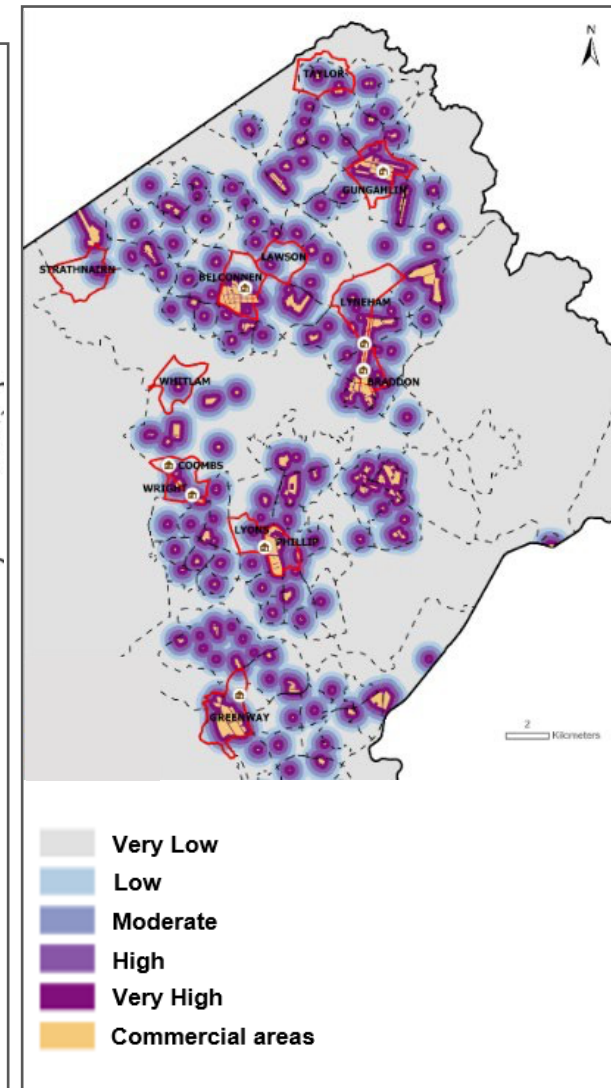 N
TAYLOR
GUNGAHLIN
LAWSON
STRATHNAIRN
BELCONNEN
LYNEHAM
WHITLAM
BRADDON
COOMBS
WRIGHT
LYONS
PHILLIP
GREENWAY
2
Kilometers
Very Low
Low
Moderate
High
Very High
Commercial areas